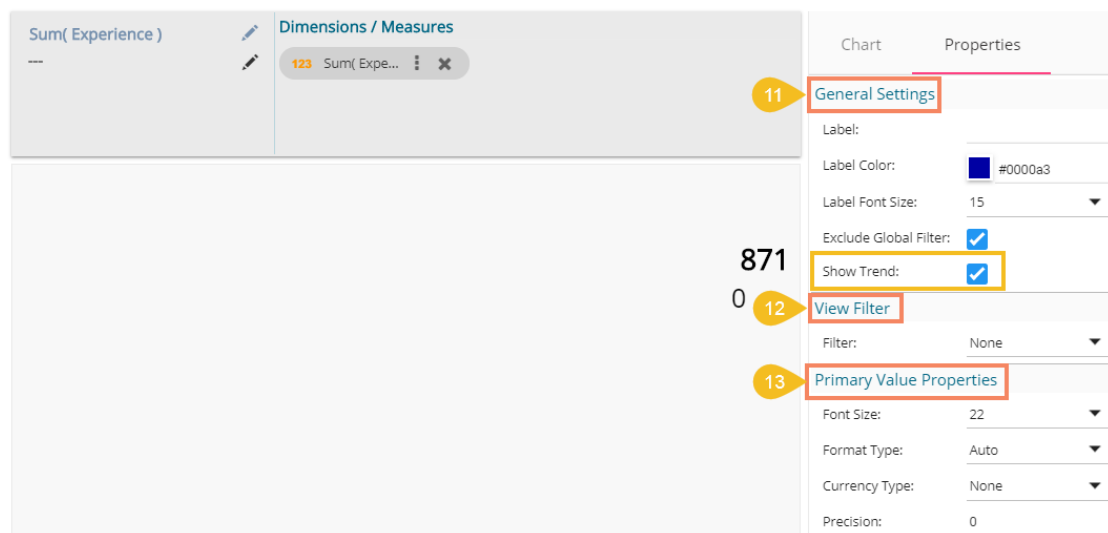 Sum( Experience )
---
Dimensions / Measures
123 Sum( Expe...
871
0
Chart Properties
11 General Settings
Label:
Label Color: #0000a3
Label Font Size: 15
Exclude Global Filter:
Show Trend:
12 View Filter
Filter: None
13 Primary Value Properties
Font Size: 22
Format Type: Auto
Currency Type: None
Precision: 0